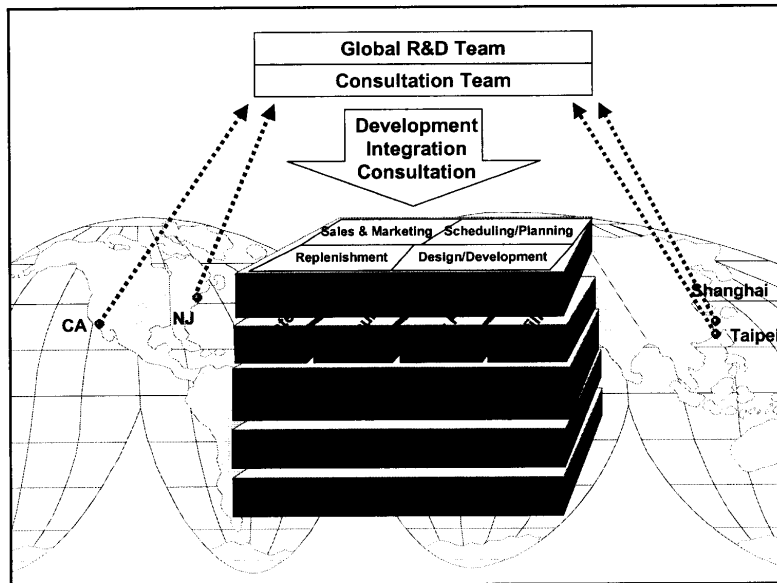 Global R&D Team
Consultation Team
Development
Integration
Consultation
Sales & Marketing
Scheduling/Planning
Replenishment
Design/Development
CA
NJ
Shanghai
Taipei